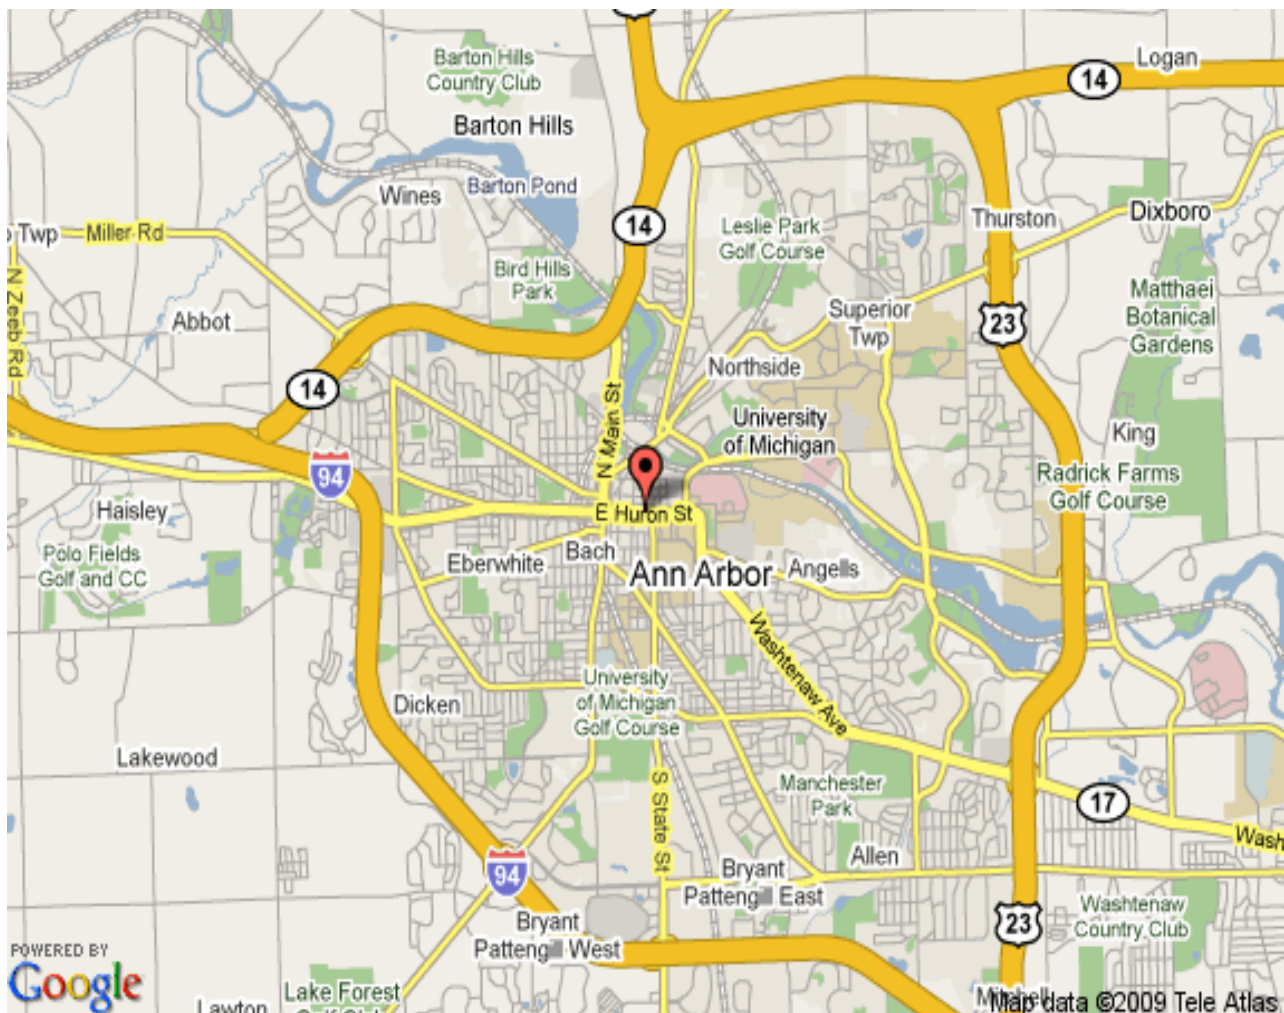 Logan
14
Barton Hills
Country Club
Barton Hills
Wines
Barton Pond
14
Thurston
Dixboro
Leslie Park
Golf Course
Twp
Miller Rd
N Zeeb Rd
Bird Hills
Park
Matthaei
Botanical
Gardens
Abbot
Superior
Twp
23
Northside
14
N Main St
University
of Michigan
King
94
Radrick Farms
Golf Course
Haisley
E Huron St
Polo Fields
Golf and CC
Eberwhite
Bach
Ann Arbor
Angells
Washtenaw Ave
University
of Michigan
Golf Course
Dicken
Lakewood
S State St
Manchester
Park
17
Wash
Allen
94
Bryant
Pattengill East
Bryant
Pattengill West
23
Washtenaw
Country Club
POWERED BY
Google
Lake Forest
Lawton
Mitchell
Map data ©2009 Tele Atlas